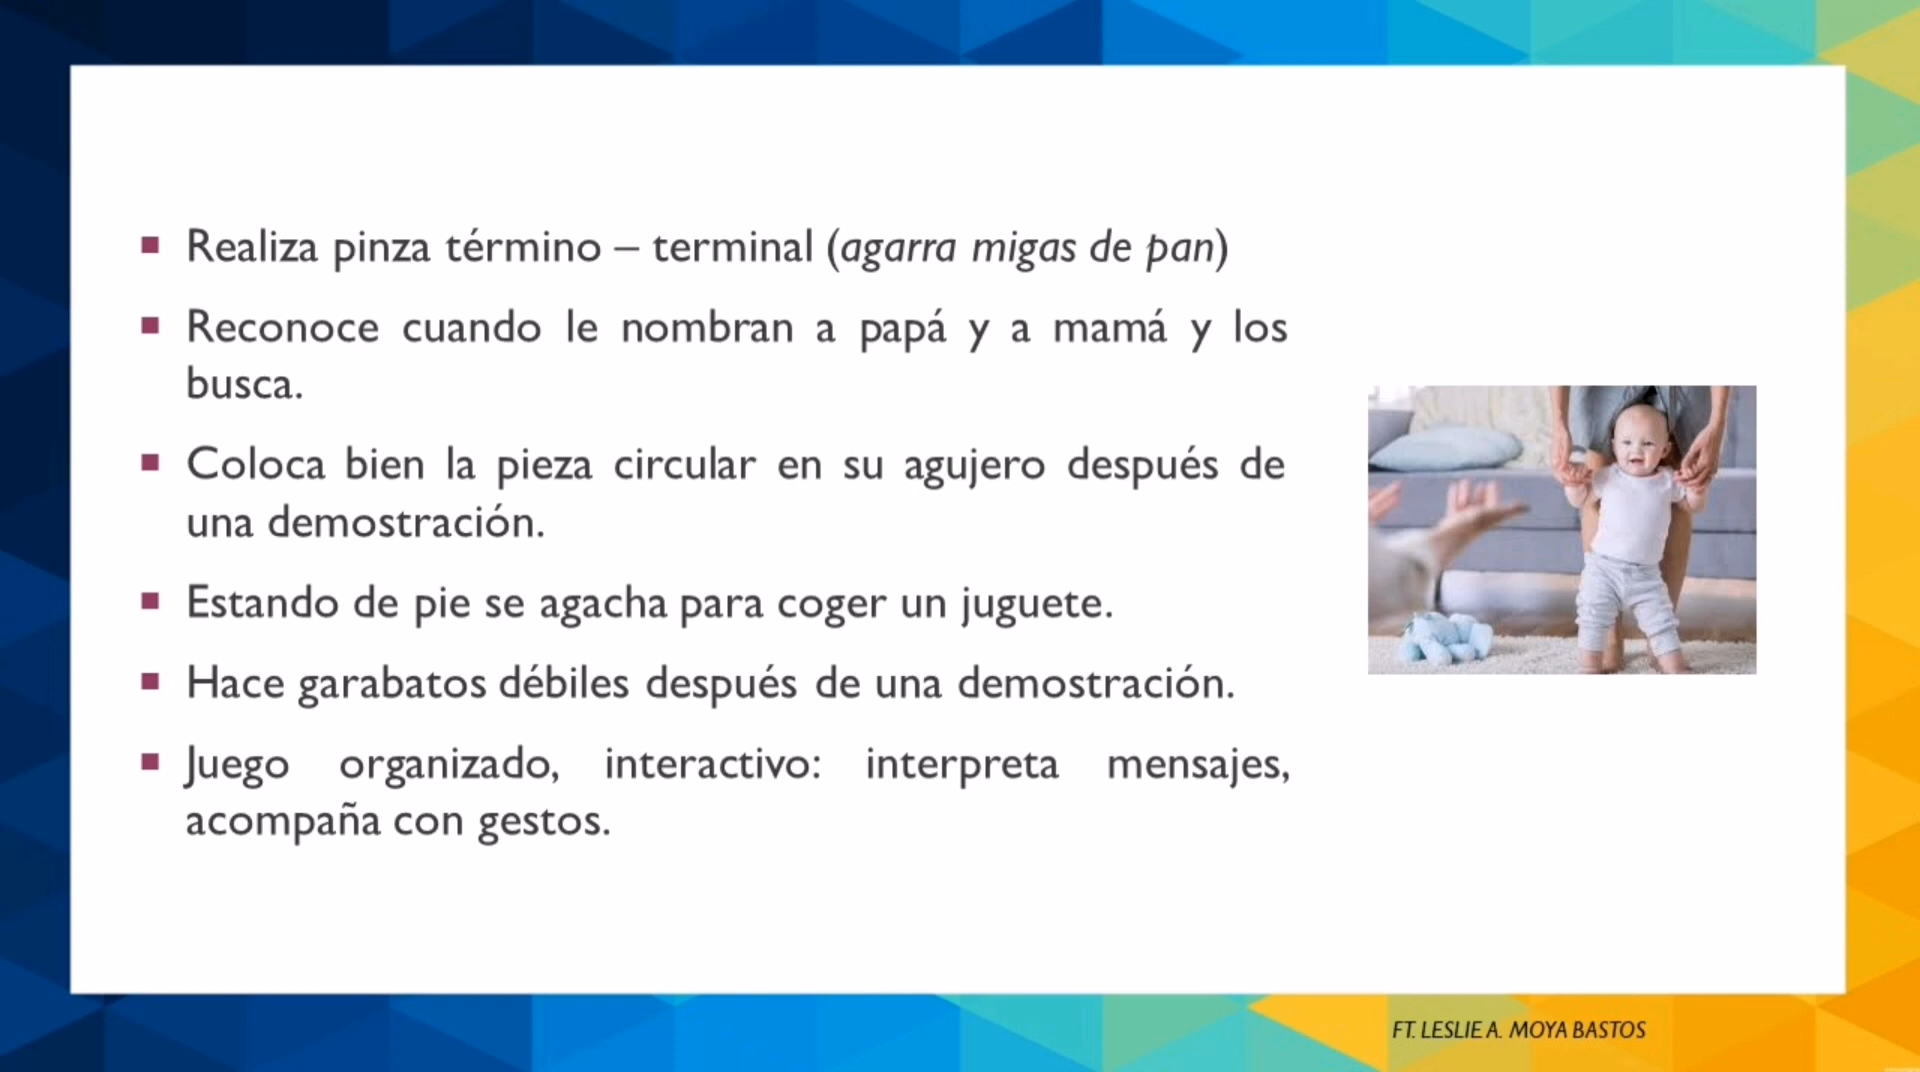 ▪ Realiza pinza término – terminal (agarra migas de pan)
▪ Reconoce cuando le nombran a papá y a mamá y los
busca.
▪ Coloca bien la pieza circular en su agujero después de
una demostración.
▪ Estando de pie se agacha para coger un juguete.
▪ Hace garabatos débiles después de una demostración.
▪ Juego organizado, interactivo: interpreta mensajes,
acompaña con gestos.
FT. LESLIE A. MOYA BASTOS